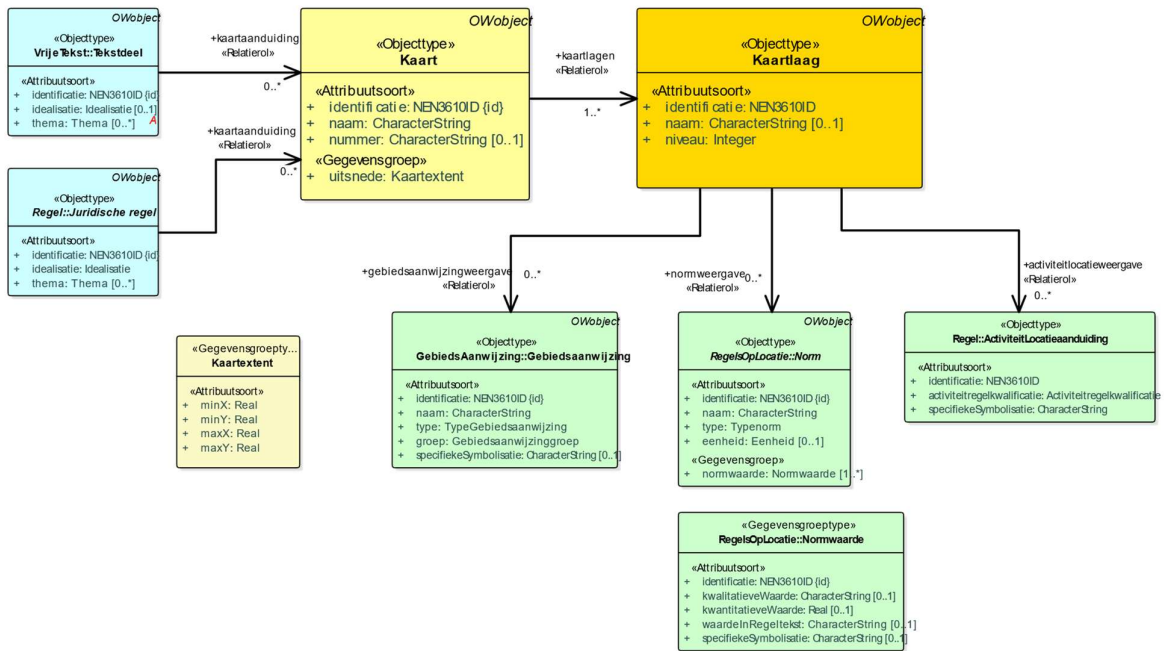 OWobject
«Objecttype»
VrijeTekst::Tekstdeel
«Attribuutsoort»
+ identificatie: NEN3610ID {id}
+ idealisatie: Idealisatie [0..1]
+ thema: Thema [0..*]
A
+kaartaanduiding
«Relatierol»
0..*
OWobject
«Objecttype»
Kaart
«Attribuutsoort»
+ identificatie: NEN3610ID {id}
+ naam: CharacterString
+ nummer: CharacterString [0..1]
«Gegevensgroep»
+ uitsnede: Kaartextent
+kaartlagen
«Relatierol»
1..*
OWobject
«Objecttype»
Kaartlaag
«Attribuutsoort»
+ identificatie: NEN3610ID
+ naam: CharacterString [0..1]
+ niveau: Integer
+kaartaanduiding
«Relatierol»
0..*
OWobject
«Objecttype»
Regel::Juridische regel
«Attribuutsoort»
+ identificatie: NEN3610ID {id}
+ idealisatie: Idealisatie
+ thema: Thema [0..*]
+gebiedsaanwijzingweergave
«Relatierol»
0..*
+normweergave
«Relatierol»
0..*
+activiteitlocatieweergave
«Relatierol»
0..*
«Gegevensgroepty...
Kaartextent
«Attribuutsoort»
+ minX: Real
+ minY: Real
+ maxX: Real
+ maxY: Real
OWobject
«Objecttype»
GebiedsAanwijzing::Gebiedsaanwijzing
«Attribuutsoort»
+ identificatie: NEN3610ID {id}
+ naam: CharacterString
+ type: TypeGebiedsaanwijzing
+ groep: Gebiedsaanwijzinggroep
+ specifiekeSymbolisatie: CharacterString [0..1]
OWobject
«Objecttype»
RegelsOpLocatie::Norm
«Attribuutsoort»
+ identificatie: NEN3610ID {id}
+ naam: CharacterString
+ type: Typenorm
+ eenheid: Eenheid [0..1]
«Gegevensgroep»
+ normwaarde: Normwaarde [1..*]
«Objecttype»
Regel::ActiviteitLocatieaanduiding
«Attribuutsoort»
+ identificatie: NEN3610ID
+ activiteitregelkwalificatie: Activiteitregelkwalificatie
+ specifiekeSymbolisatie: CharacterString
«Gegevensgroeptype»
RegelsOpLocatie::Normwaarde
«Attribuutsoort»
+ identificatie: NEN3610ID {id}
+ kwalitatieveWaarde: CharacterString [0..1]
+ kwantitatieveWaarde: Real [0..1]
+ waardeInRegeltekst: CharacterString [0..1]
+ specifiekeSymbolisatie: CharacterString [0..1]